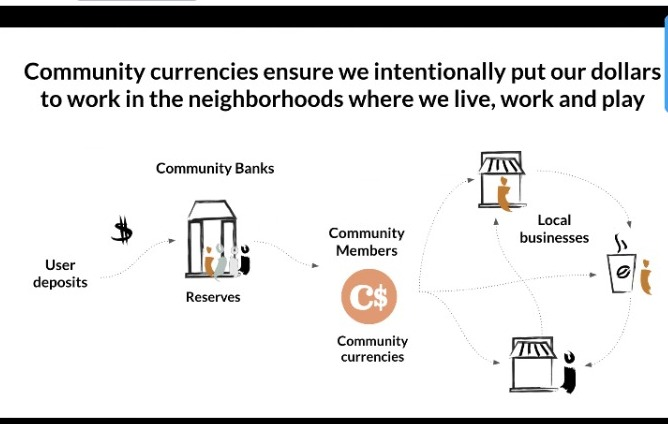 Community currencies ensure we intentionally put our dollars
to work in the neighborhoods where we live, work and play
Community Banks
$
User
deposits
Reserves
Community
Members
C$
Community
currencies
Local
businesses